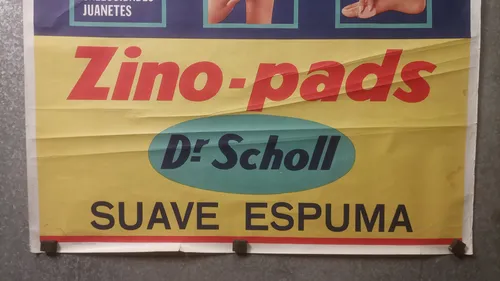 JUANETES
Zino-pads
Dr Scholl
SUAVE ESPUMA